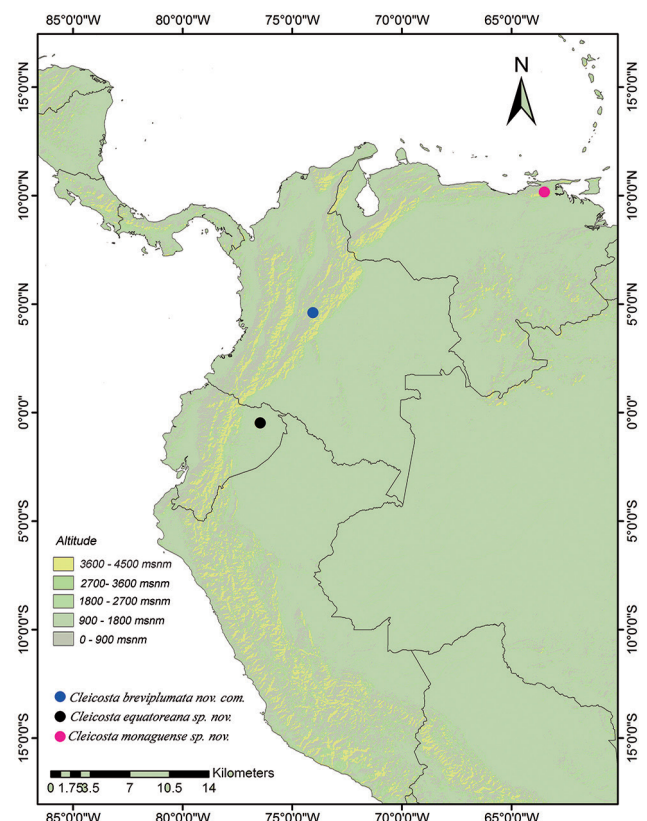 85°0'0"W 80°0'0"W 75°0'0"W 70°0'0"W 65°0'0"W
N
15°0'0"N 15°0'0"N
10°0'0"N 10°0'0"N
5°0'0"N 5°0'0"N
0°0'0" 0°0'0"
5°0'0"S 5°0'0"S
Altitude
3600 - 4500 msnm
2700- 3600 msnm
1800 - 2700 msnm
900 - 1800 msnm
0 - 900 msnm
10°0'0"S 10°0'0"S
Cleicosta breviplumata nov. com.
Cleicosta equatoreana sp. nov.
Cleicosta monaguense sp. nov.
15°0'0"S 15°0'0"S
Kilometers
0 1.75 3.5 7 10.5 14
85°0'0"W 80°0'0"W 75°0'0"W 70°0'0"W 65°0'0"W